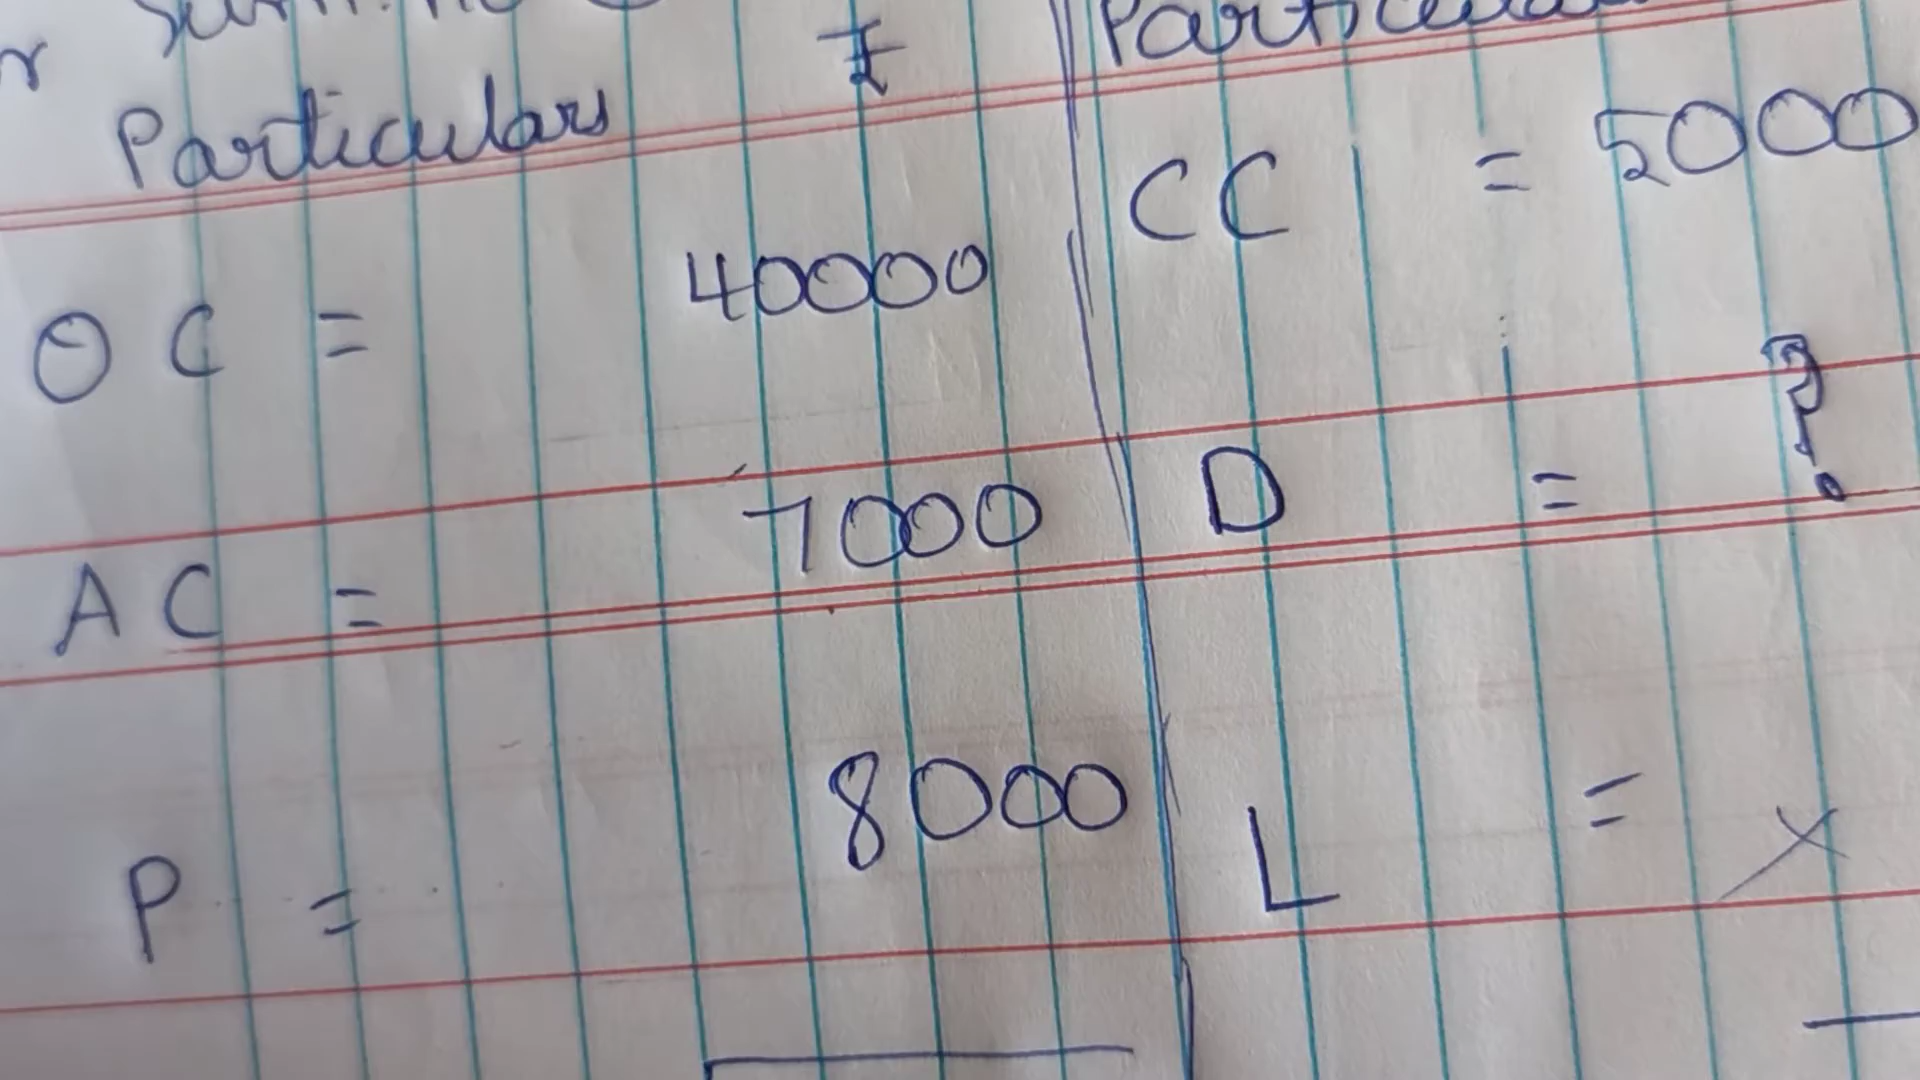 ₹
Particulars
OC = 40000
CC = 5000
AC = 7000
D = ?
P = 8000
L = ×